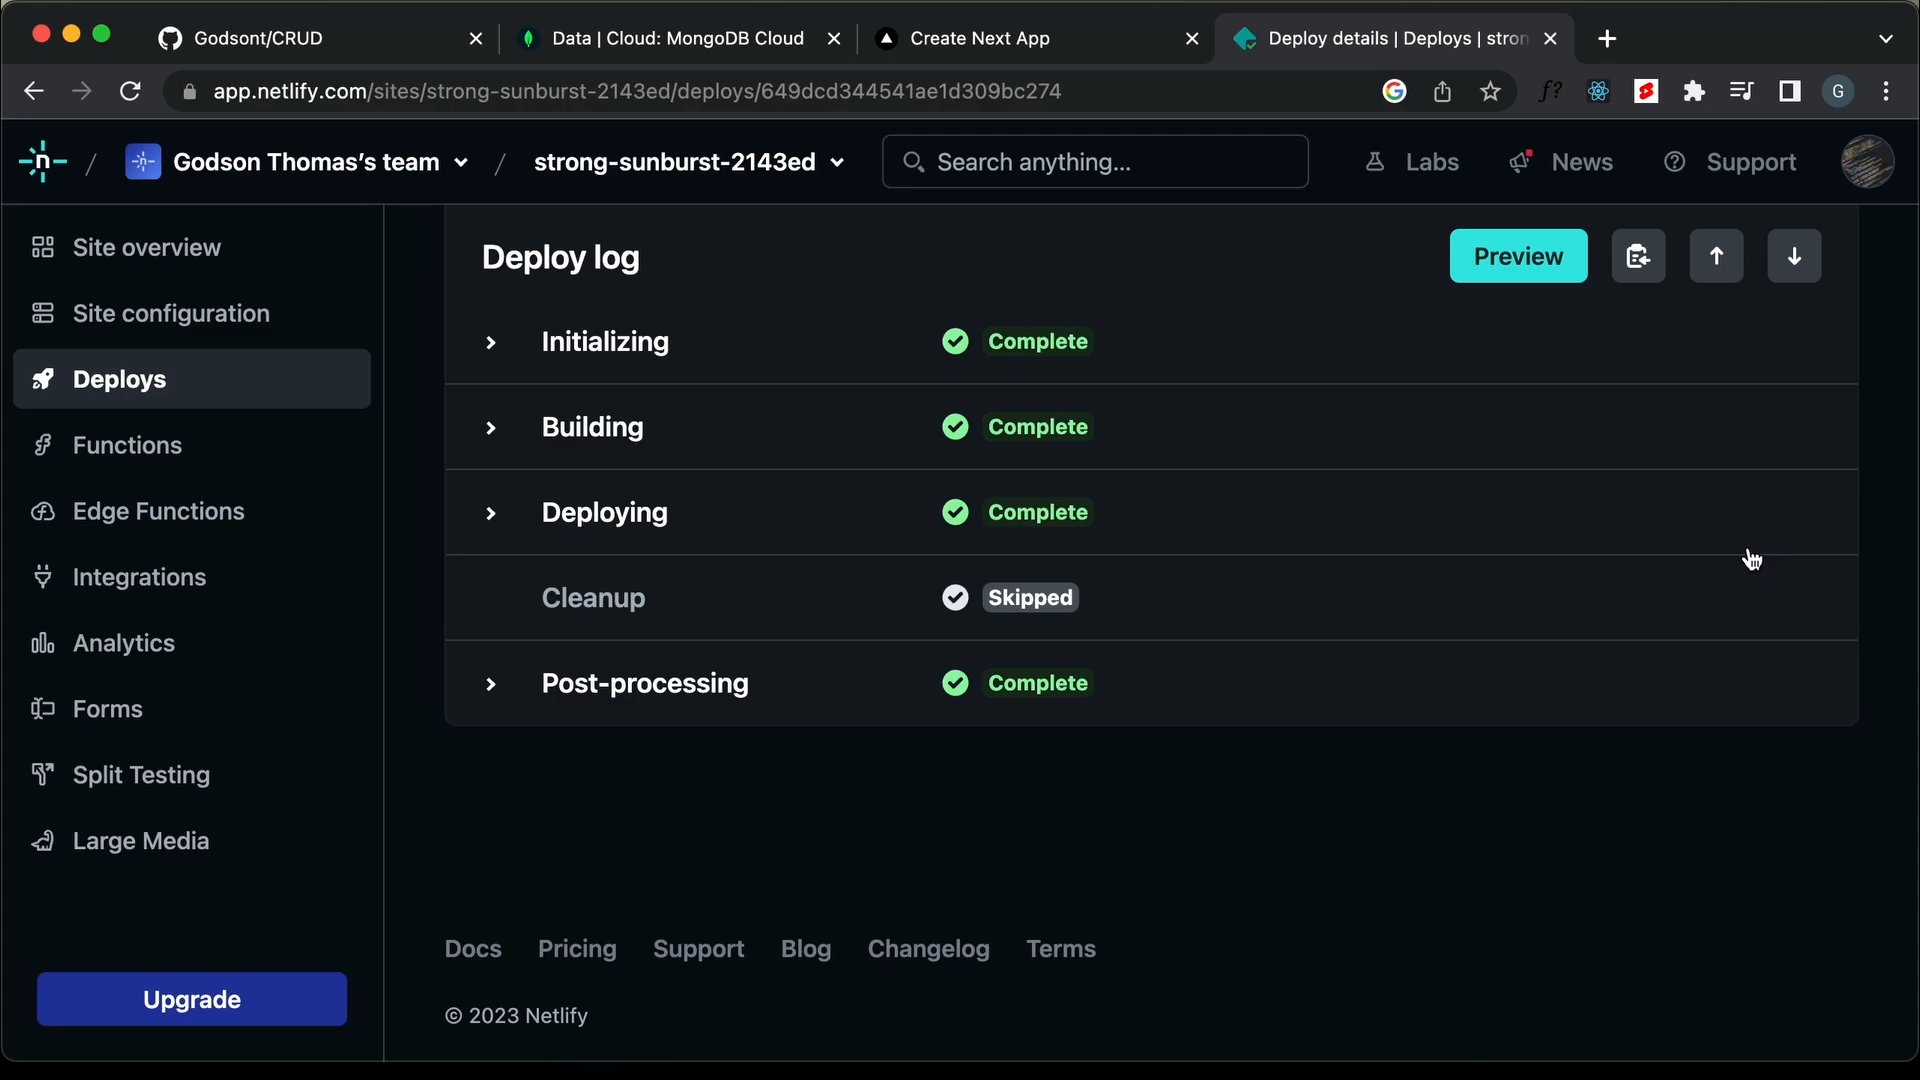 Godsont/CRUD
Data | Cloud: MongoDB Cloud
Create Next App
Deploy details | Deploys | stron
app.netlify.com/sites/strong-sunburst-2143ed/deploys/649dcd344541ae1d309bc274
G
f?
G
n / Godson Thomas's team / strong-sunburst-2143ed
Search anything...
Labs
News
Support
Site overview
Site configuration
Deploys
Functions
Edge Functions
Integrations
Analytics
Forms
Split Testing
Large Media
Upgrade
Deploy log
Preview
Initializing Complete
Building Complete
Deploying Complete
Cleanup Skipped
Post-processing Complete
Docs Pricing Support Blog Changelog Terms
© 2023 Netlify